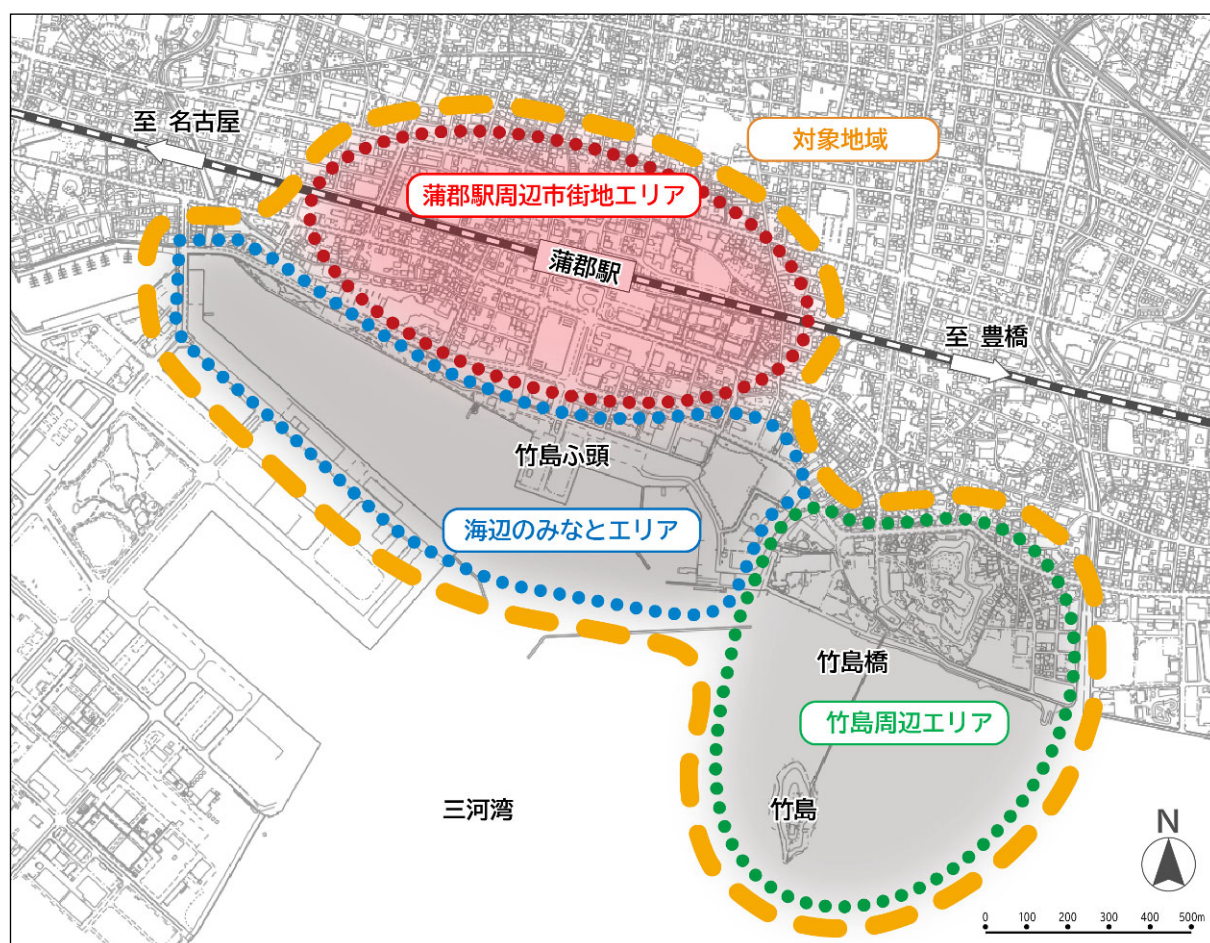 至 名古屋
対象地域
蒲郡駅周辺市街地エリア
蒲郡駅
至 豊橋
竹島ふ頭
海辺のみなとエリア
竹島橋
竹島周辺エリア
三河湾
竹島
N
0 100 200 300 400 500m